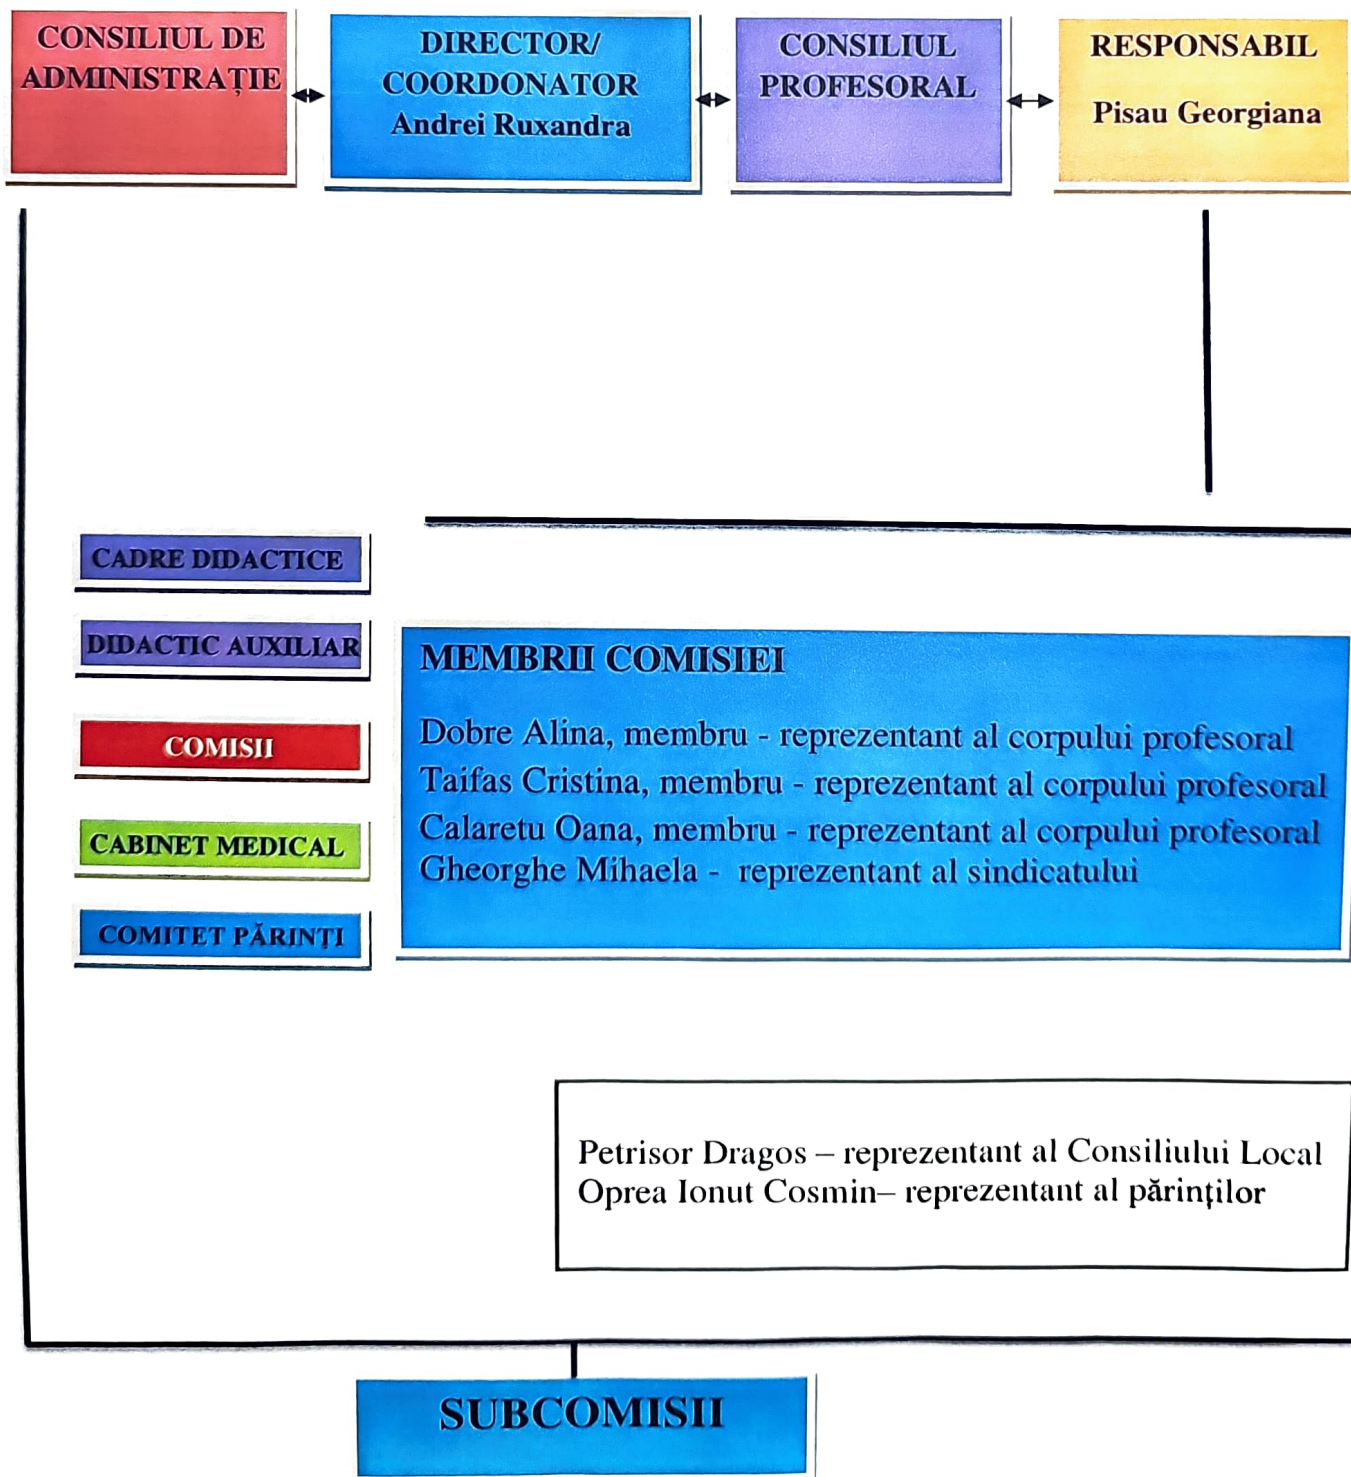 CONSILIUL DE
ADMINISTRAȚIE
DIRECTOR/
COORDONATOR
Andrei Ruxandra
CONSILIUL
PROFESORAL
RESPONSABIL
Pisau Georgiana
CADRE DIDACTICE
DIDACTIC AUXILIAR
COMISII
CABINET MEDICAL
COMITET PĂRINȚI
MEMBRII COMISIEI
Dobre Alina, membru - reprezentant al corpului profesoral
Taifas Cristina, membru - reprezentant al corpului profesoral
Calaretu Oana, membru - reprezentant al corpului profesoral
Gheorghe Mihaela - reprezentant al sindicatului
Petrisor Dragos – reprezentant al Consiliului Local
Oprea Ionut Cosmin– reprezentant al părinților
SUBCOMISII